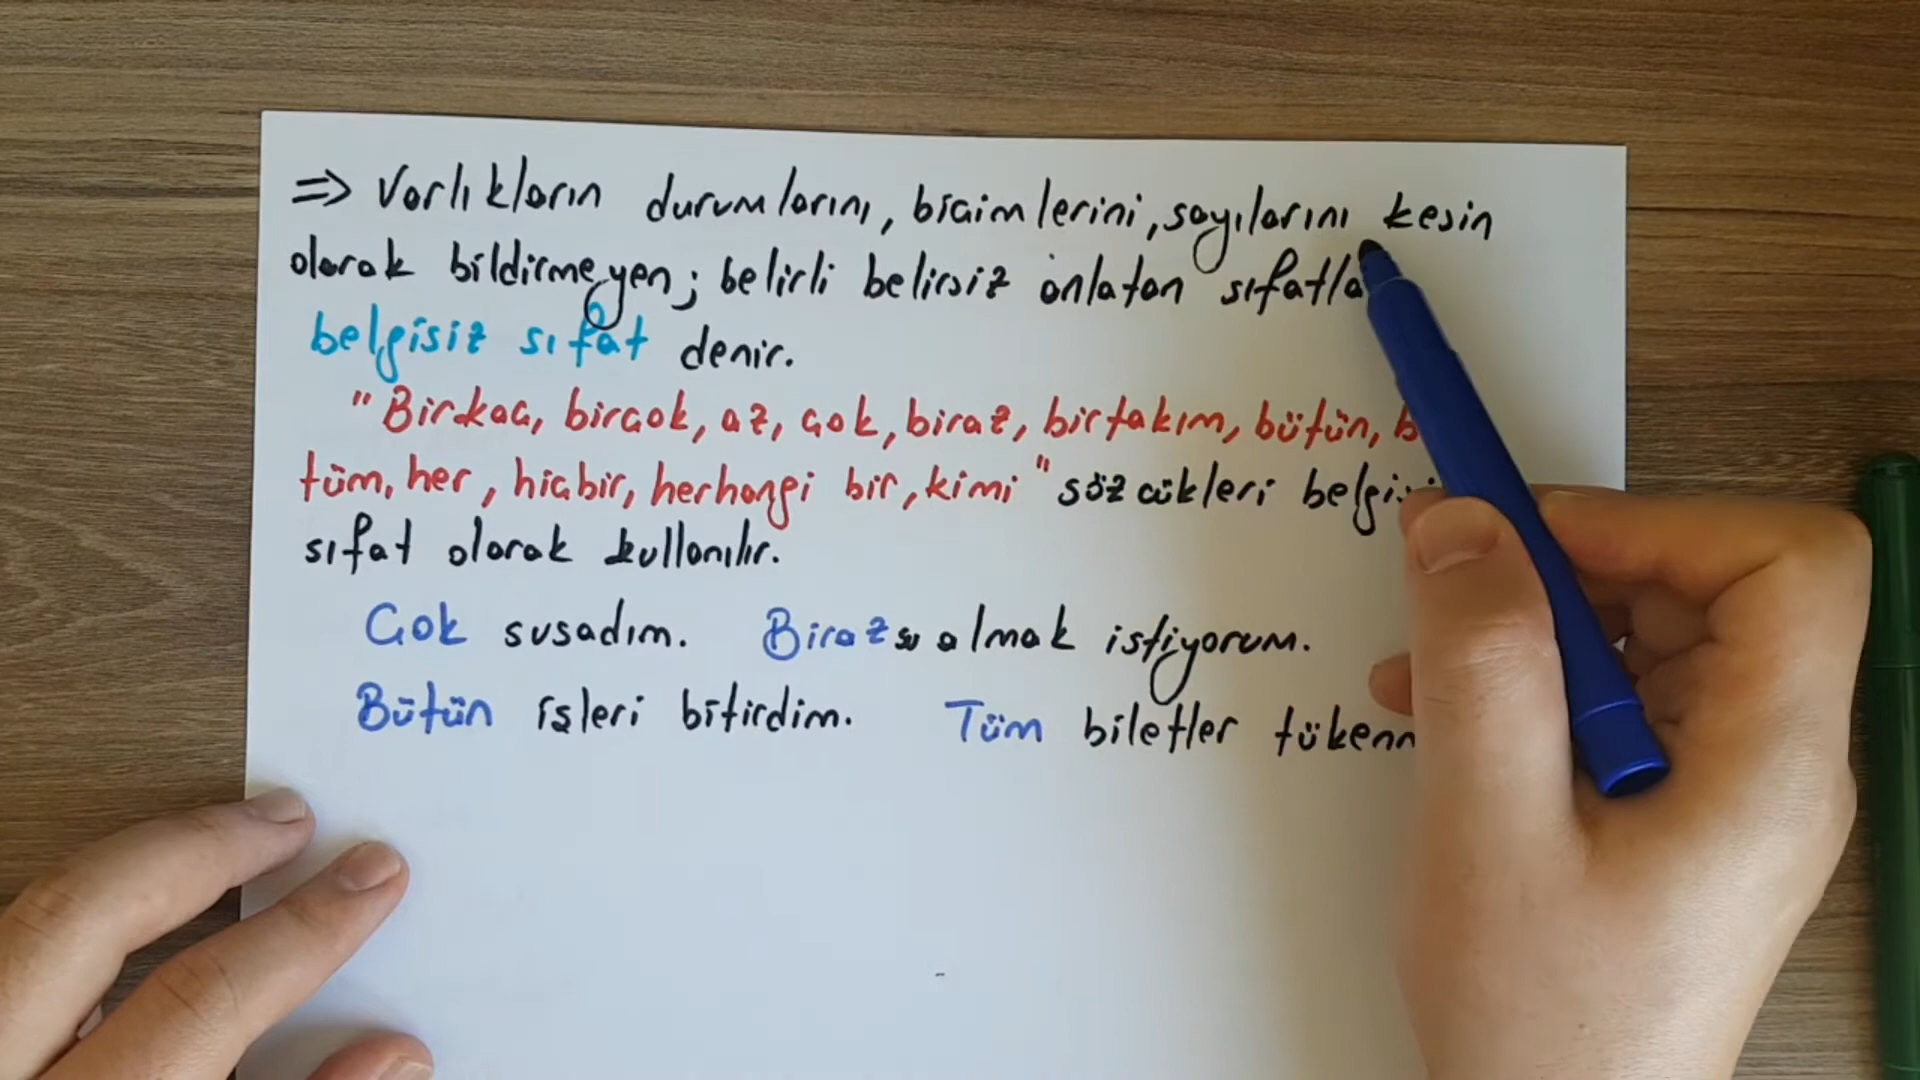 ⇒ Varlıkların durumlarını, biçimlerini, sayılarını kesin
olarak bildirmeyen; belirli belirsiz anlatan
belgisiz sıfat denir.
"Birkaç, birçok, az, çok, biraz, birtakım, bütün,
tüm, her, hiçbir, herhangi bir, kimi" sözcükleri
sıfat olarak kullanılır.
Çok susadım. Biraz su almak istiyorum.
Bütün işleri bitirdim. Tüm biletler